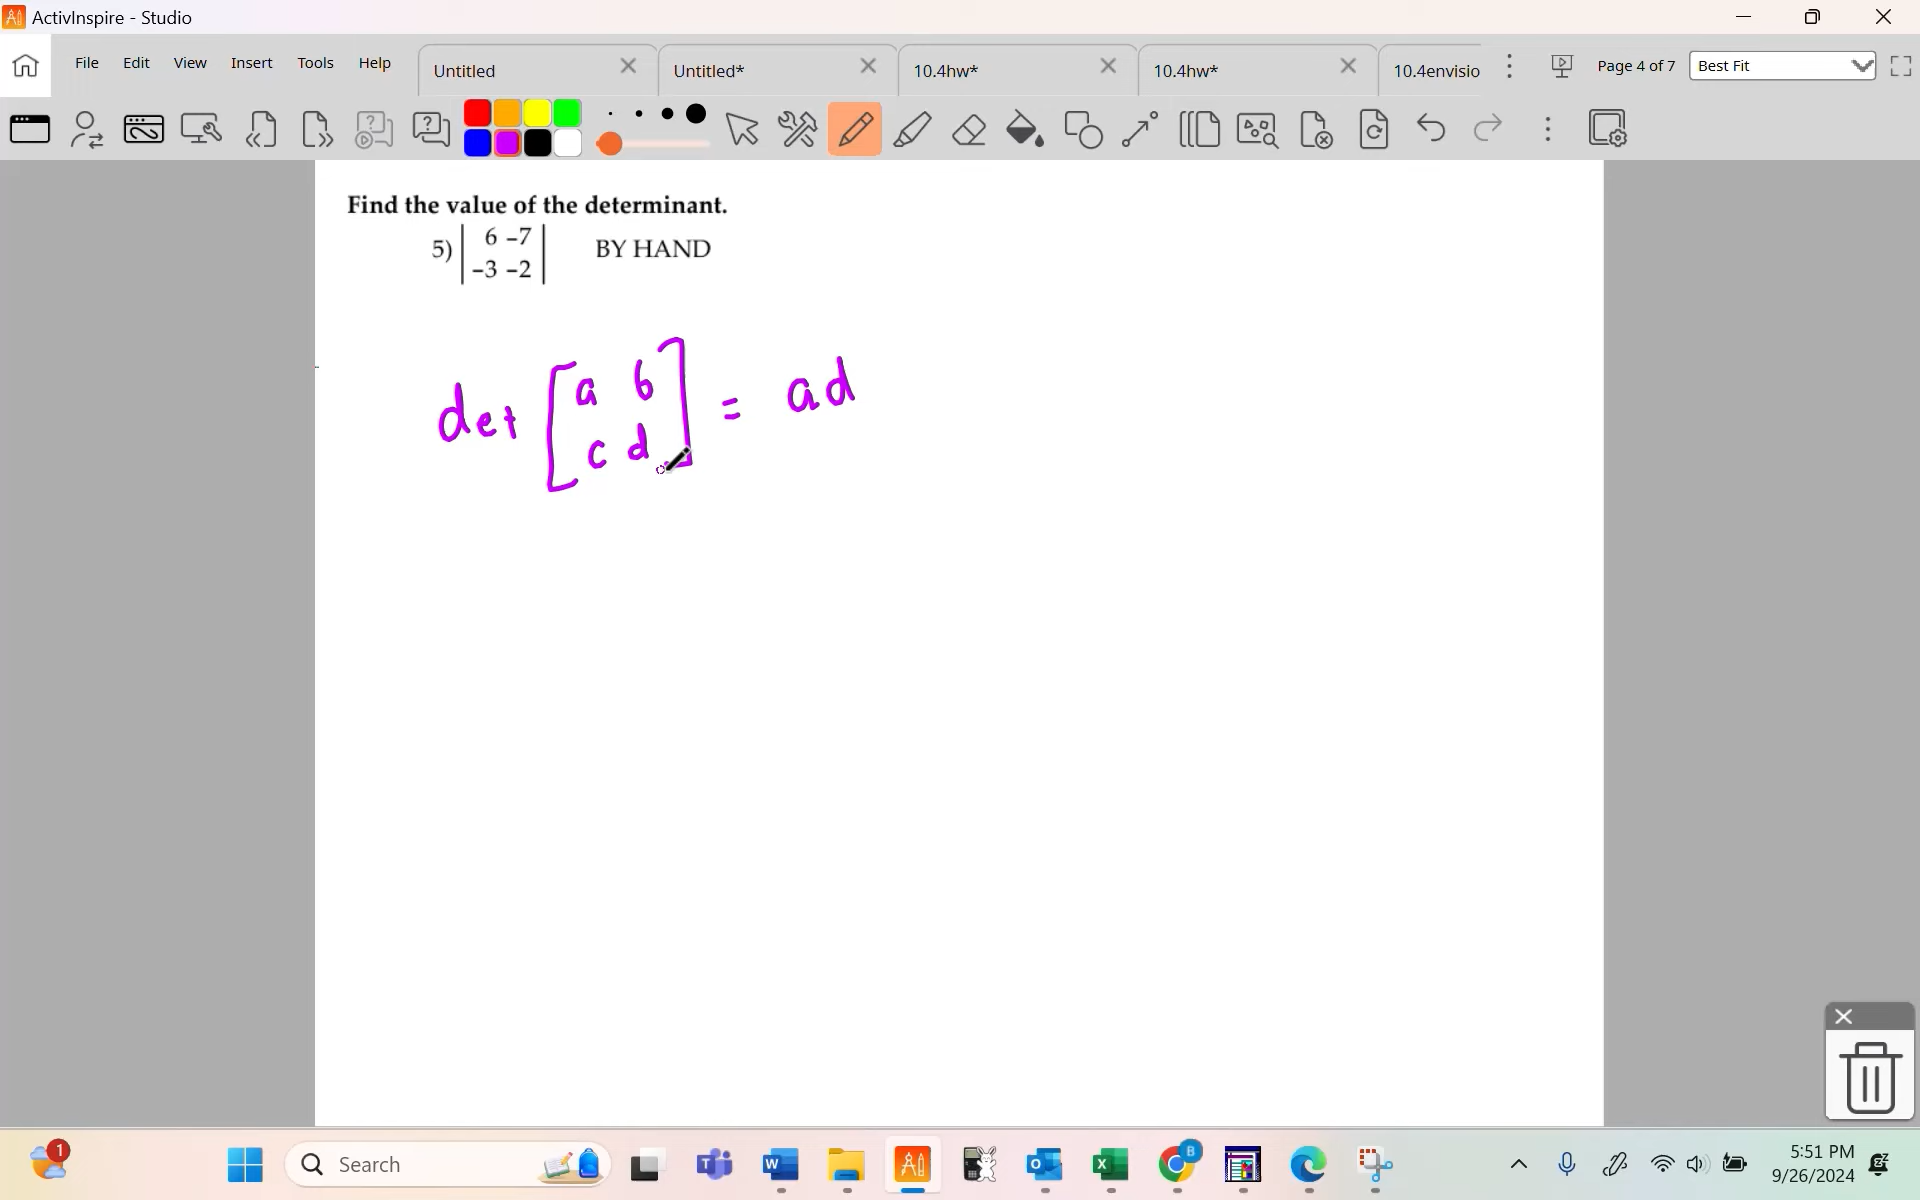 ActivInspire - Studio
File Edit View Insert Tools Help
Untitled Untitled* 10.4hw* 10.4hw* 10.4envisio
Page 4 of 7 Best Fit
Find the value of the determinant.
5) | 6 –7 | BY HAND
| –3 –2 |
det [ a b ] = ad
[ c d ]
1
Search
B
5:51 PM
9/26/2024